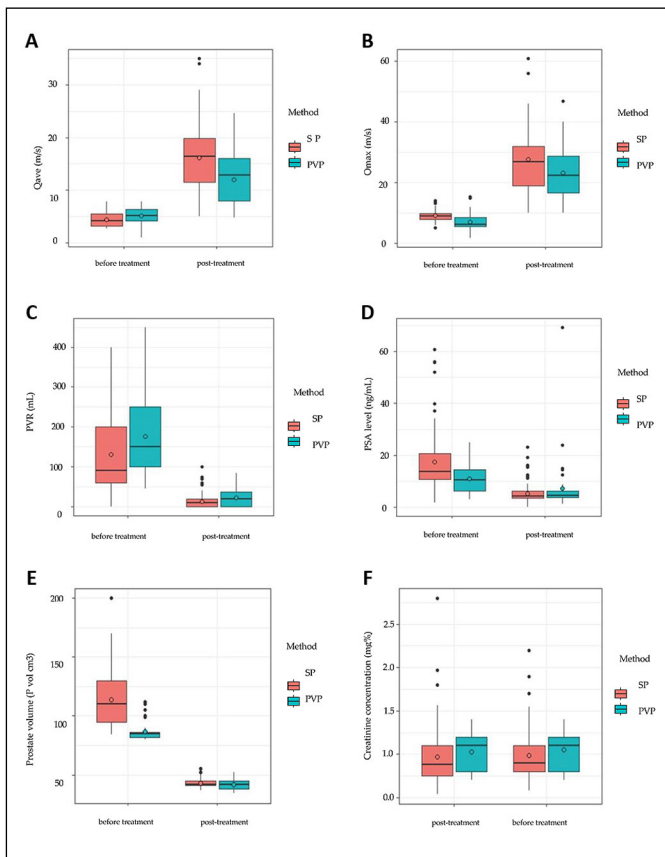 A
Qave (m/s)
30
20
10
0
before treatment
post-treatment
Method
S P
PVP
B
Omax (m/s)
60
40
20
0
before treatment
post-treatment
Method
SP
PVP
C
PVR (mL)
400
300
200
100
0
before treatment
post-treatment
Method
SP
PVP
D
PSA level (ng/mL)
60
40
20
0
before treatment
post-treatment
Method
SP
PVP
E
Prostate volume (P vol cm3)
200
150
100
50
before treatment
post-treatment
Method
SP
PVP
F
Creatinine concentration (mg%)
2.5
2.0
1.5
1.0
0.0
post-treatment
before treatment
Method
SP
PVP